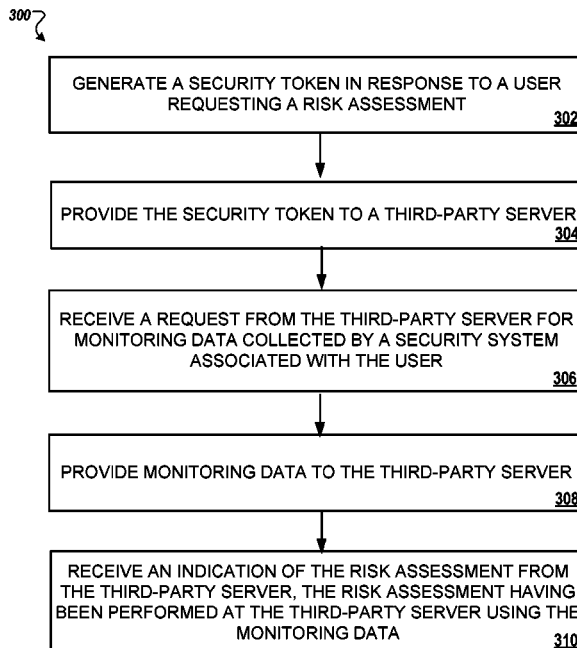 300
GENERATE A SECURITY TOKEN IN RESPONSE TO A USER
REQUESTING A RISK ASSESSMENT
302
PROVIDE THE SECURITY TOKEN TO A THIRD-PARTY SERVER
304
RECEIVE A REQUEST FROM THE THIRD-PARTY SERVER FOR
MONITORING DATA COLLECTED BY A SECURITY SYSTEM
ASSOCIATED WITH THE USER
306
PROVIDE MONITORING DATA TO THE THIRD-PARTY SERVER
308
RECEIVE AN INDICATION OF THE RISK ASSESSMENT FROM
THE THIRD-PARTY SERVER, THE RISK ASSESSMENT HAVING
BEEN PERFORMED AT THE THIRD-PARTY SERVER USING THE
MONITORING DATA
310